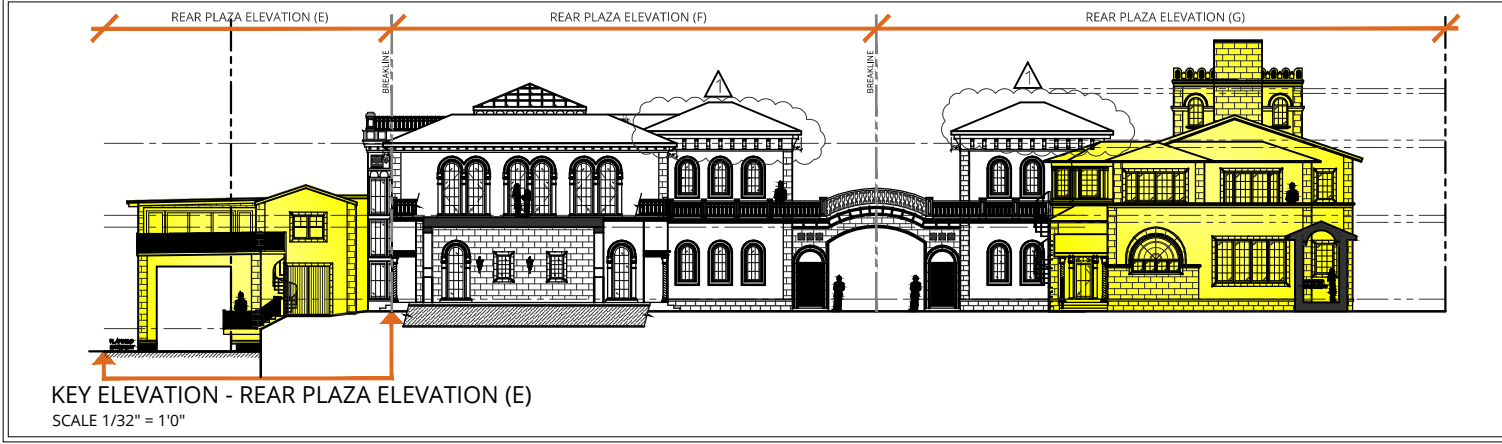 REAR PLAZA ELEVATION (E)
REAR PLAZA ELEVATION (F)
REAR PLAZA ELEVATION (G)
BREAKLINE
BREAKLINE
1
1
KEY ELEVATION - REAR PLAZA ELEVATION (E)
SCALE 1/32" = 1'0"